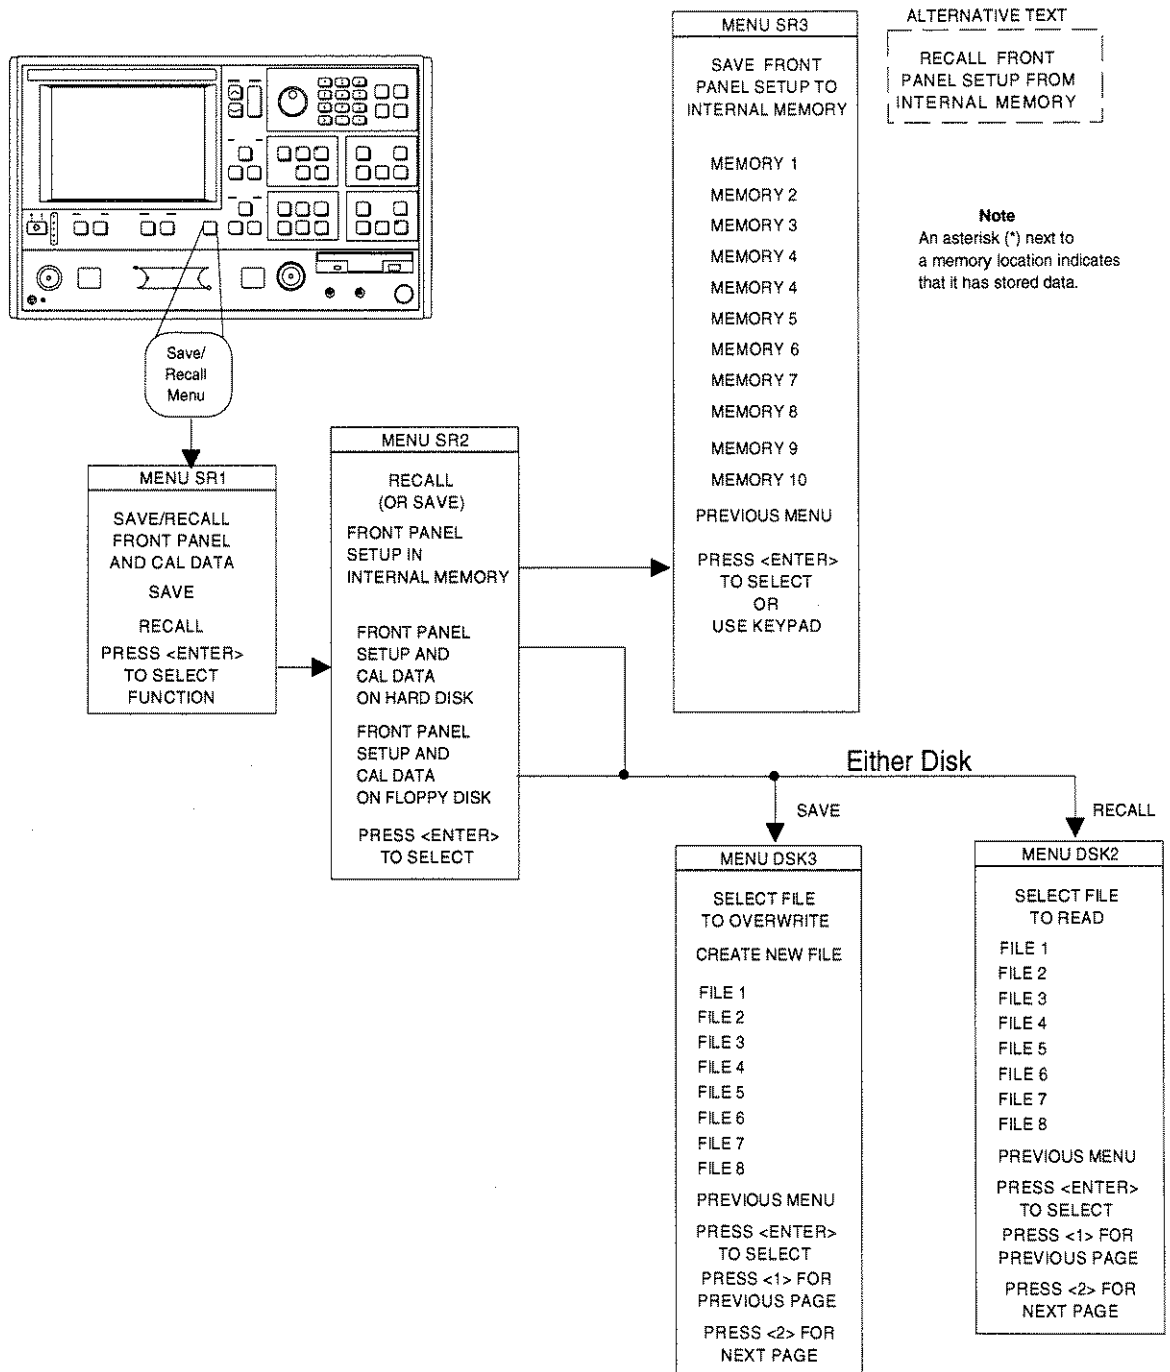 Save/
Recall
Menu
MENU SR1
SAVE/RECALL
FRONT PANEL
AND CAL DATA
SAVE
RECALL
PRESS <ENTER>
TO SELECT
FUNCTION
MENU SR2
RECALL
(OR SAVE)
FRONT PANEL
SETUP IN
INTERNAL MEMORY
FRONT PANEL
SETUP AND
CAL DATA
ON HARD DISK
FRONT PANEL
SETUP AND
CAL DATA
ON FLOPPY DISK
PRESS <ENTER>
TO SELECT
MENU SR3
SAVE FRONT
PANEL SETUP TO
INTERNAL MEMORY
MEMORY 1
MEMORY 2
MEMORY 3
MEMORY 4
MEMORY 4
MEMORY 5
MEMORY 6
MEMORY 7
MEMORY 8
MEMORY 9
MEMORY 10
PREVIOUS MENU
PRESS <ENTER>
TO SELECT
OR
USE KEYPAD
ALTERNATIVE TEXT
RECALL FRONT
PANEL SETUP FROM
INTERNAL MEMORY
Note
An asterisk (*) next to
a memory location indicates
that it has stored data.
Either Disk
SAVE
RECALL
MENU DSK3
SELECT FILE
TO OVERWRITE
CREATE NEW FILE
FILE 1
FILE 2
FILE 3
FILE 4
FILE 5
FILE 6
FILE 7
FILE 8
PREVIOUS MENU
PRESS <ENTER>
TO SELECT
PRESS <1> FOR
PREVIOUS PAGE
PRESS <2> FOR
NEXT PAGE
MENU DSK2
SELECT FILE
TO READ
FILE 1
FILE 2
FILE 3
FILE 4
FILE 5
FILE 6
FILE 7
FILE 8
PREVIOUS MENU
PRESS <ENTER>
TO SELECT
PRESS <1> FOR
PREVIOUS PAGE
PRESS <2> FOR
NEXT PAGE